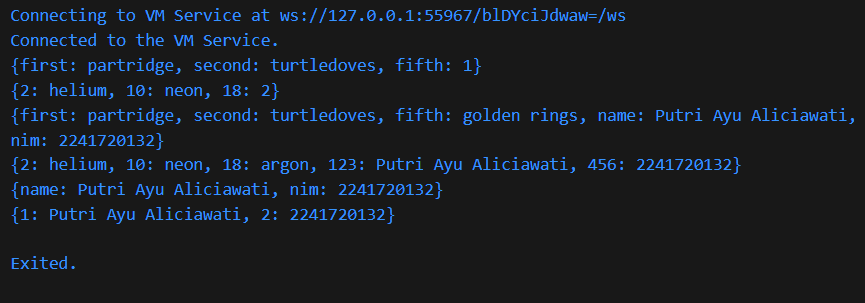 Connecting to VM Service at ws://127.0.0.1:55967/blDYciJdwaw=/ws
Connected to the VM Service.
{first: partridge, second: turtledoves, fifth: 1}
{2: helium, 10: neon, 18: 2}
{first: partridge, second: turtledoves, fifth: golden rings, name: Putri Ayu Aliciawati,
nim: 2241720132}
{2: helium, 10: neon, 18: argon, 123: Putri Ayu Aliciawati, 456: 2241720132}
{name: Putri Ayu Aliciawati, nim: 2241720132}
{1: Putri Ayu Aliciawati, 2: 2241720132}
Exited.